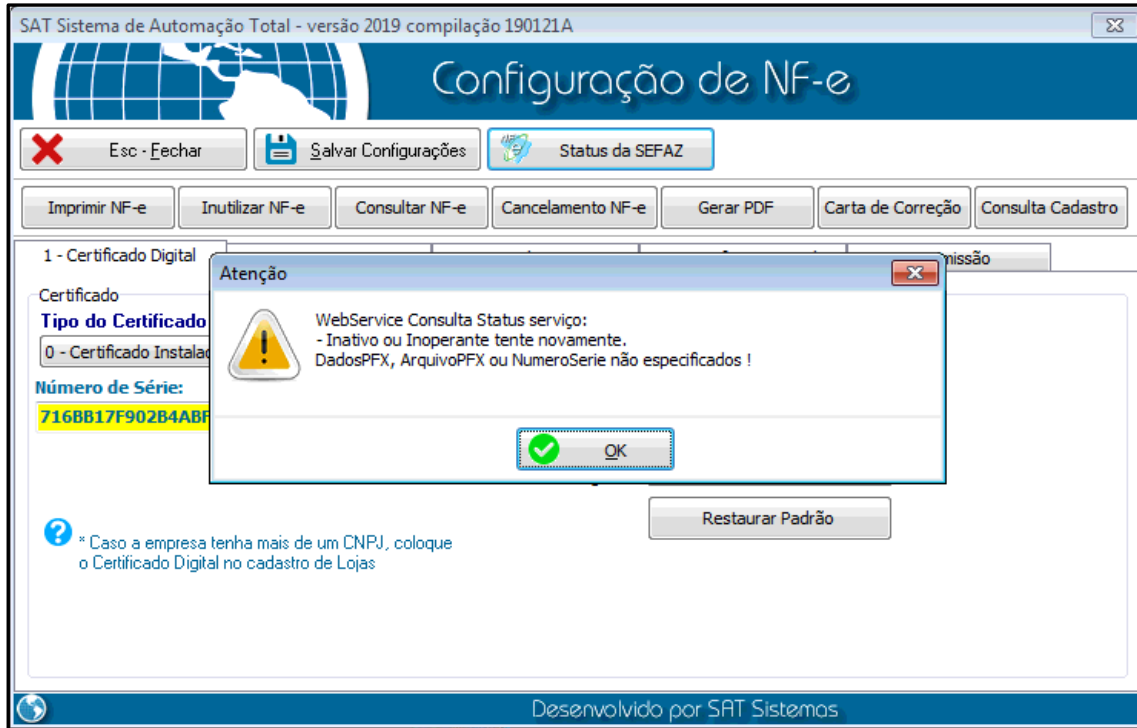 SAT Sistema de Automação Total - versão 2019 compilação 190121A
Configuração de NF-e
Esc - Fechar
Salvar Configurações
Status da SEFAZ
Imprimir NF-e
Inutilizar NF-e
Consultar NF-e
Cancelamento NF-e
Gerar PDF
Carta de Correção
Consulta Cadastro
1 - Certificado Digital
Atenção
Certificado
Tipo do Certificado
0 - Certificado
Número de Série:
716BB17F902B4ABF
WebService Consulta Status serviço:
- Inativo ou Inoperante tente novamente.
DadosPFX, ArquivoPFX ou NumeroSerie não especificados !
OK
Restaurar Padrão
* Caso a empresa tenha mais de um CNPJ, coloque
o Certificado Digital no cadastro de Lojas
Desenvolvido por SAT Sistemas